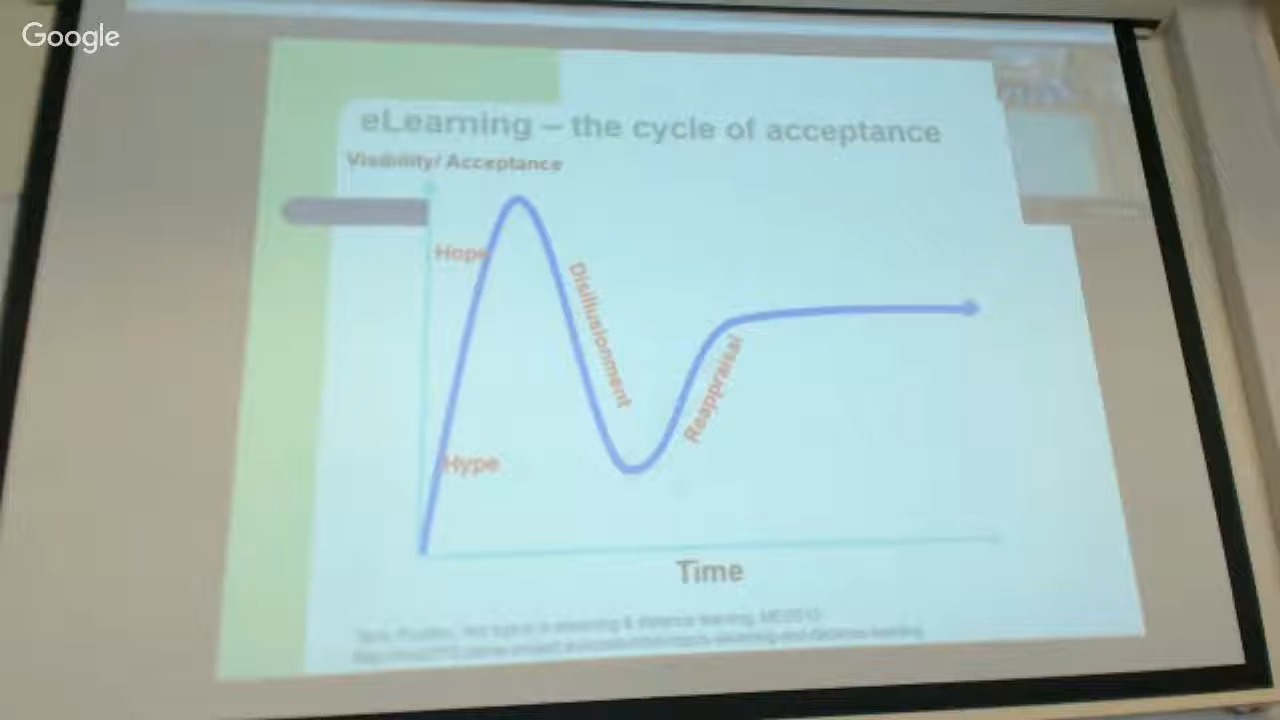 Google
eLearning – the cycle of acceptance
Visibility/ Acceptance
Hope
Disillusionment
Reappraisal
Hype
Time